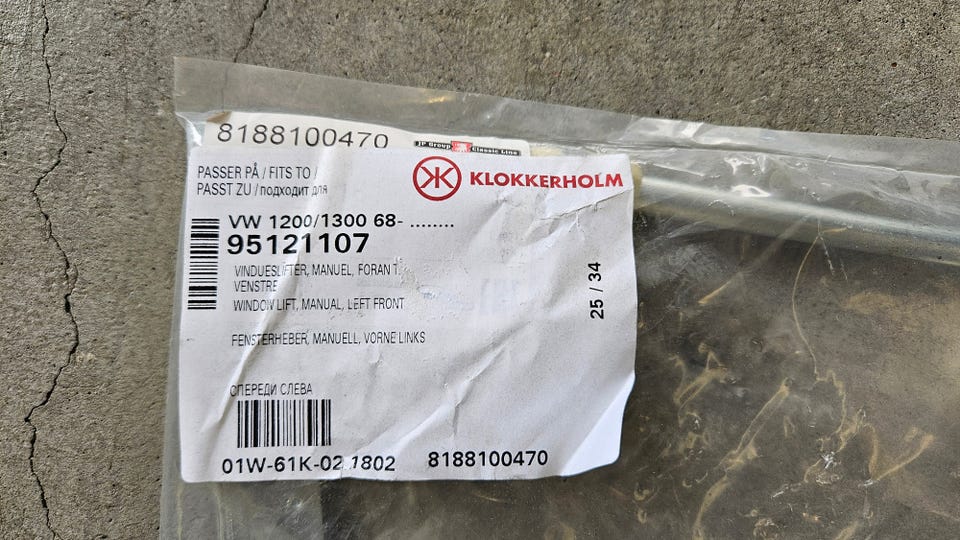 8188100470
JP Group Classic Line
PASSER PÅ / FITS TO /
PASST ZU / подходит для
KLOKKERHOLM
VW 1200/1300 68- ........
95121107
VINDUESLIFTER, MANUEL, FORAN T.
VENSTRE
WINDOW LIFT, MANUAL, LEFT FRONT
25 / 34
FENSTERHEBER, MANUELL, VORNE LINKS
СПЕРЕДИ СЛЕВА
01W-61K-02 1802
8188100470